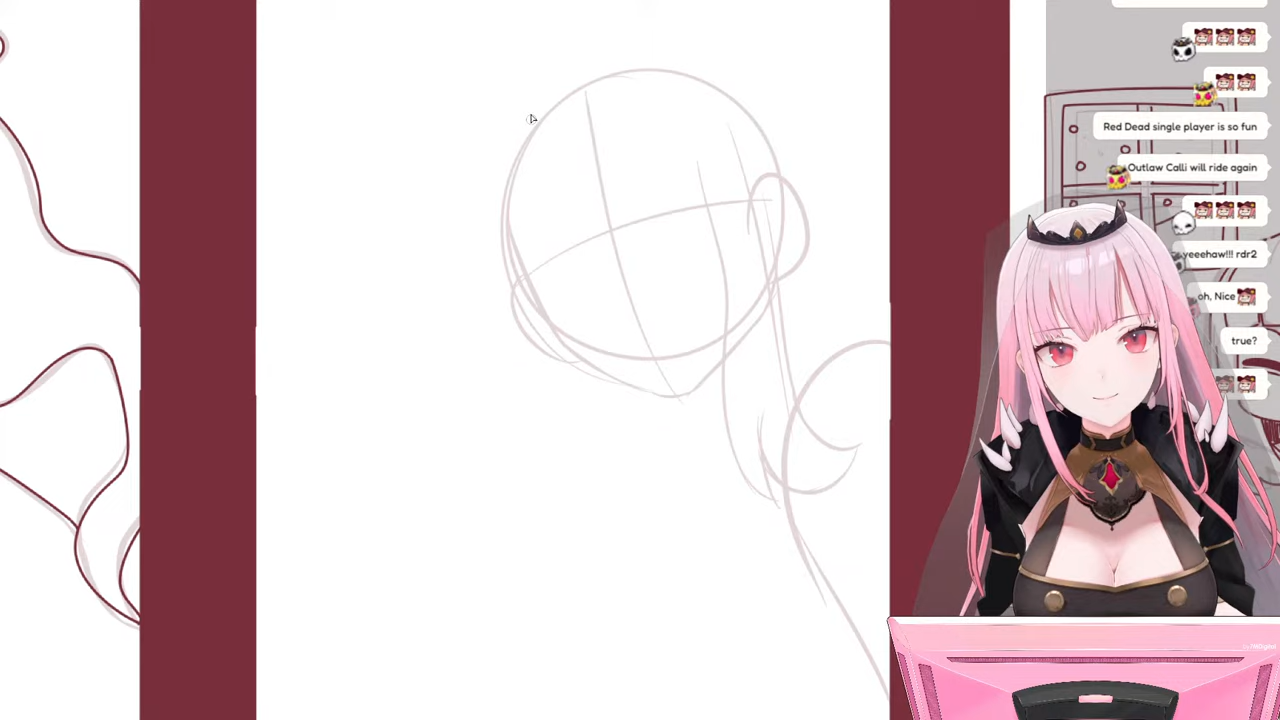 Red Dead single player is so fun
Outlaw Calli will ride again
yeeehaw!!! rdr2
oh, Nice
true?